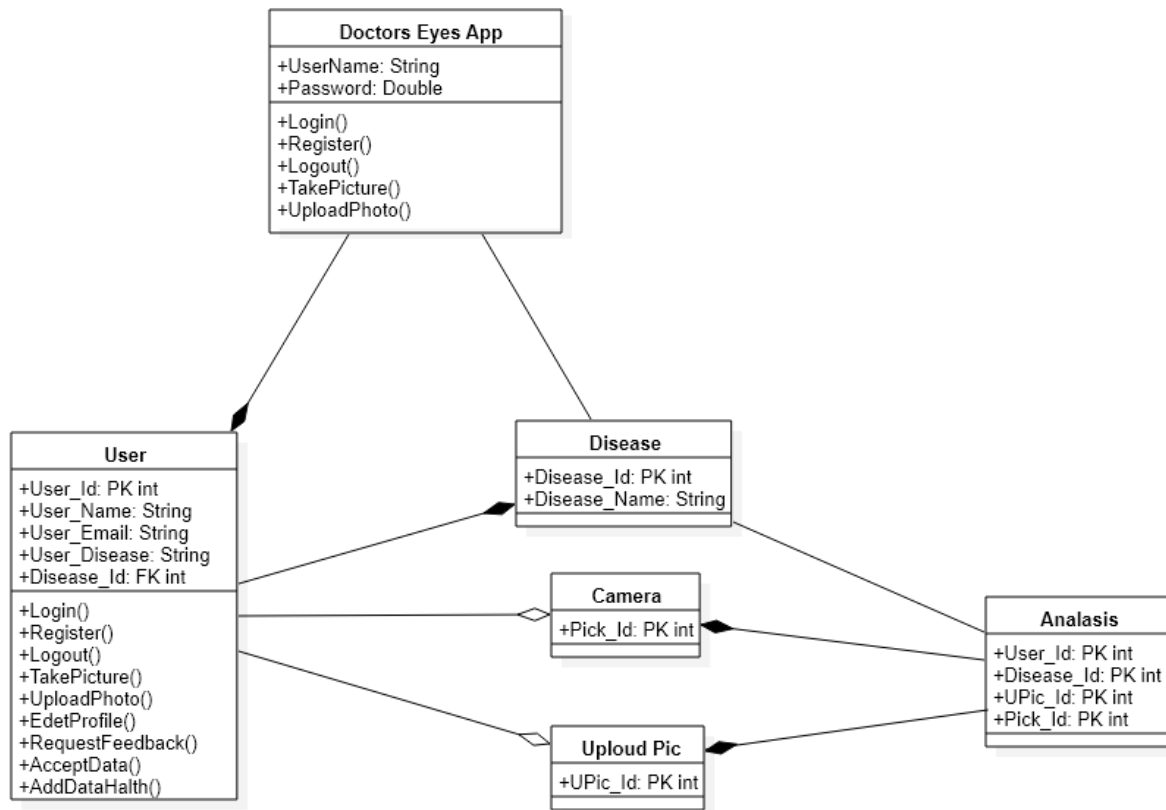 Doctors Eyes App
+UserName: String
+Password: Double
+Login()
+Register()
+Logout()
+TakePicture()
+UploadPhoto()
User
+User_Id: PK int
+User_Name: String
+User_Email: String
+User_Disease: String
+Disease_Id: FK int
+Login()
+Register()
+Logout()
+TakePicture()
+UploadPhoto()
+EdetProfile()
+RequestFeedback()
+AcceptData()
+AddDataHalth()
Disease
+Disease_Id: PK int
+Disease_Name: String
Camera
+Pick_Id: PK int
Uploud Pic
+UPic_Id: PK int
Analasis
+User_Id: PK int
+Disease_Id: PK int
+UPic_Id: PK int
+Pick_Id: PK int